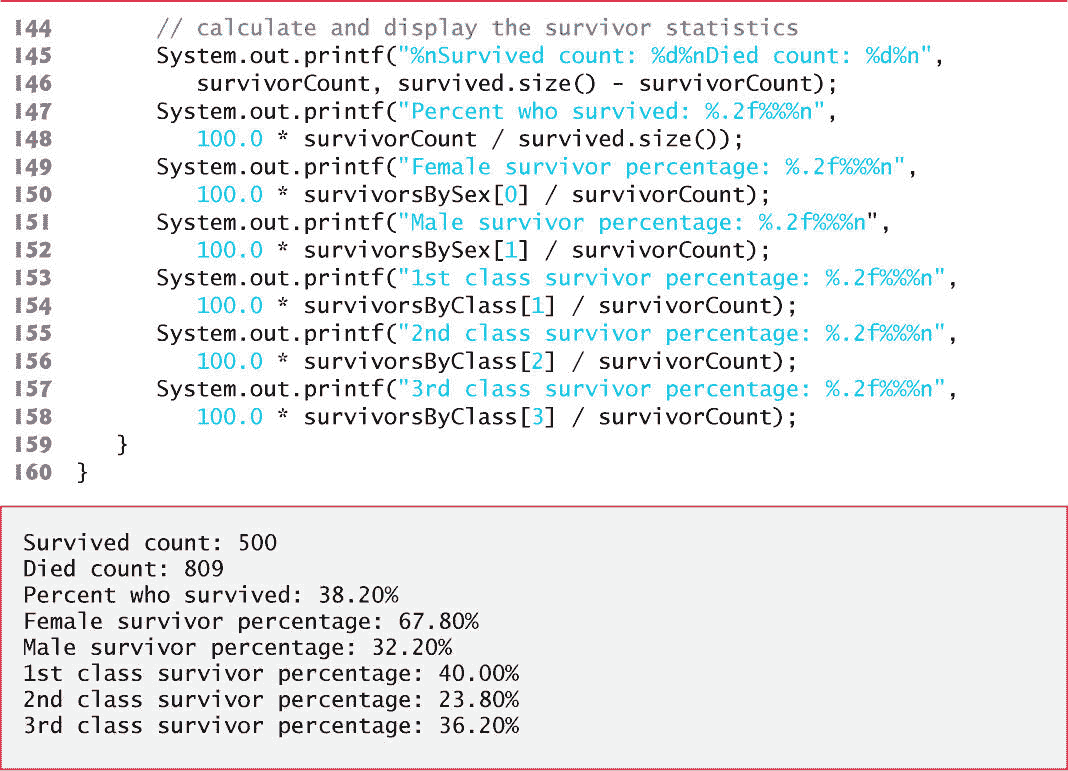 144 // calculate and display the survivor statistics
145 System.out.printf("%nSurvived count: %d%nDied count: %d%n",
146 survivorCount, survived.size() - survivorCount);
147 System.out.printf("Percent who survived: %.2f%%%n",
148 100.0 * survivorCount / survived.size());
149 System.out.printf("Female survivor percentage: %.2f%%%n",
150 100.0 * survivorsBySex[0] / survivorCount);
151 System.out.printf("Male survivor percentage: %.2f%%%n",
152 100.0 * survivorsBySex[1] / survivorCount);
153 System.out.printf("1st class survivor percentage: %.2f%%%n",
154 100.0 * survivorsByClass[1] / survivorCount);
155 System.out.printf("2nd class survivor percentage: %.2f%%%n",
156 100.0 * survivorsByClass[2] / survivorCount);
157 System.out.printf("3rd class survivor percentage: %.2f%%%n",
158 100.0 * survivorsByClass[3] / survivorCount);
159 }
160 }
Survived count: 500
Died count: 809
Percent who survived: 38.20%
Female survivor percentage: 67.80%
Male survivor percentage: 32.20%
1st class survivor percentage: 40.00%
2nd class survivor percentage: 23.80%
3rd class survivor percentage: 36.20%